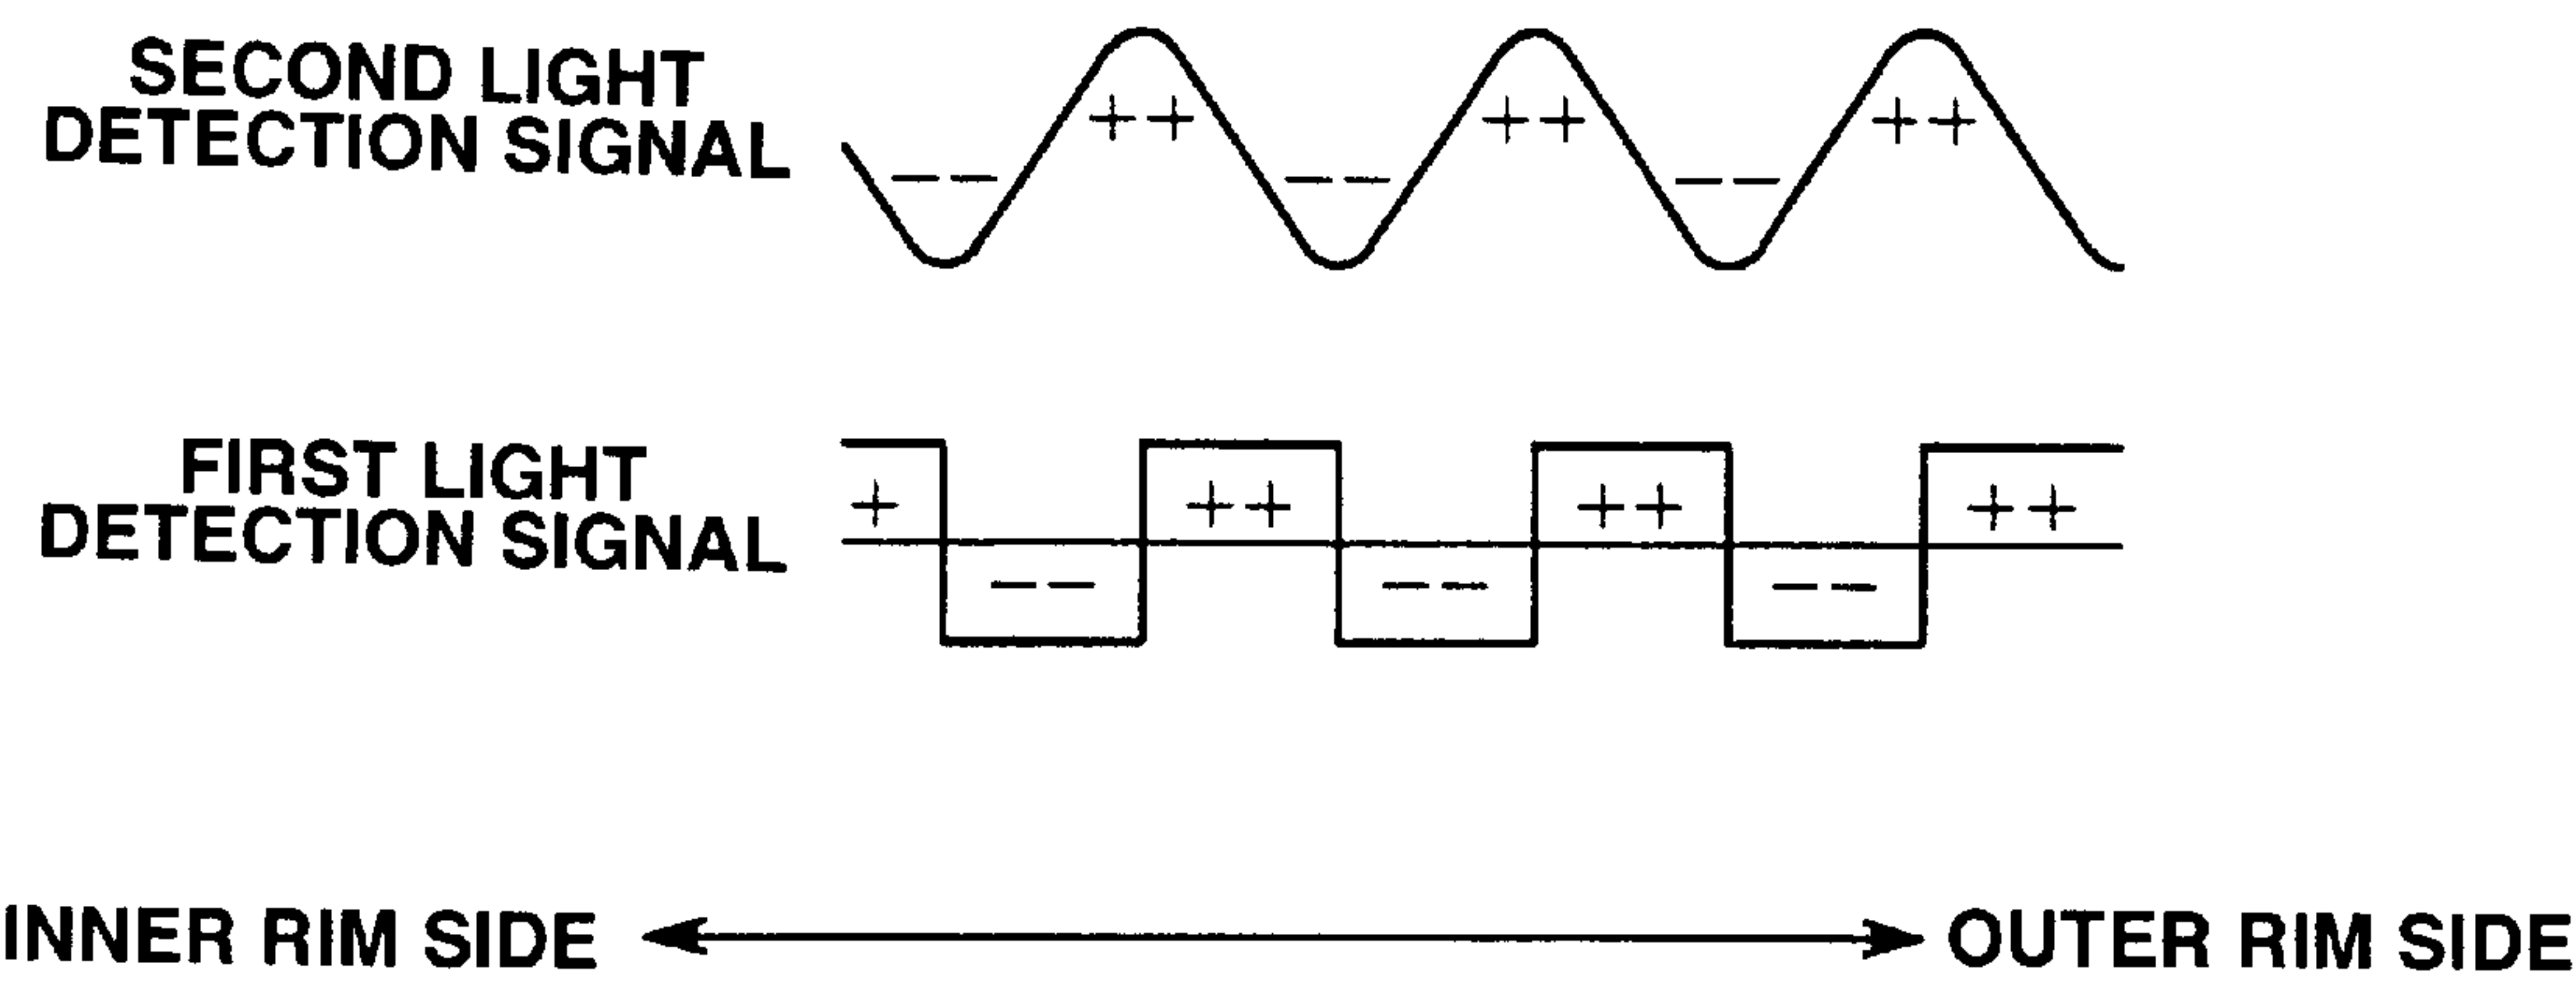 SECOND LIGHT
DETECTION SIGNAL
++ ++ ++
−− −− −−
FIRST LIGHT
DETECTION SIGNAL
+ ++ ++ ++
−− −− −−
INNER RIM SIDE OUTER RIM SIDE